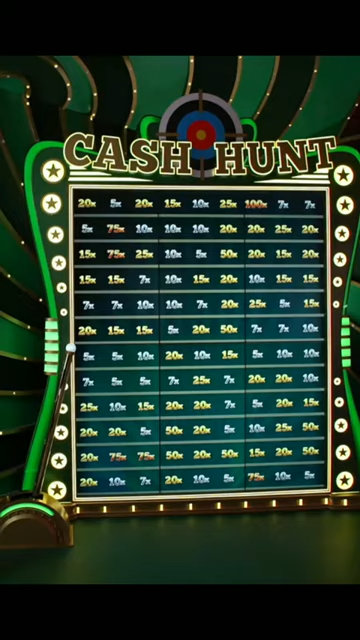 CASH HUNT
20x 5x 20x 15x 10x 25x 100x 7x 7x
5x 75x 10x 10x 10x 20x 20x 25x 20x
15x 75x 25x 10x 5x 50x 20x 15x 20x
15x 15x 7x 10x 15x 20x 10x 10x 15x
7x 7x 10x 10x 7x 20x 25x 5x 15x
20x 15x 15x 5x 20x 50x 7x 7x 10x
5x 5x 10x 20x 10x 15x 5x 10x 10x
7x 5x 5x 7x 25x 7x 20x 20x 10x
25x 10x 15x 20x 20x 7x 5x 20x 15x
20x 20x 5x 50x 20x 5x 10x 25x 50x
20x 75x 75x 50x 20x 50x 15x 20x 50x
20x 10x 7x 20x 10x 5x 75x 10x 5x